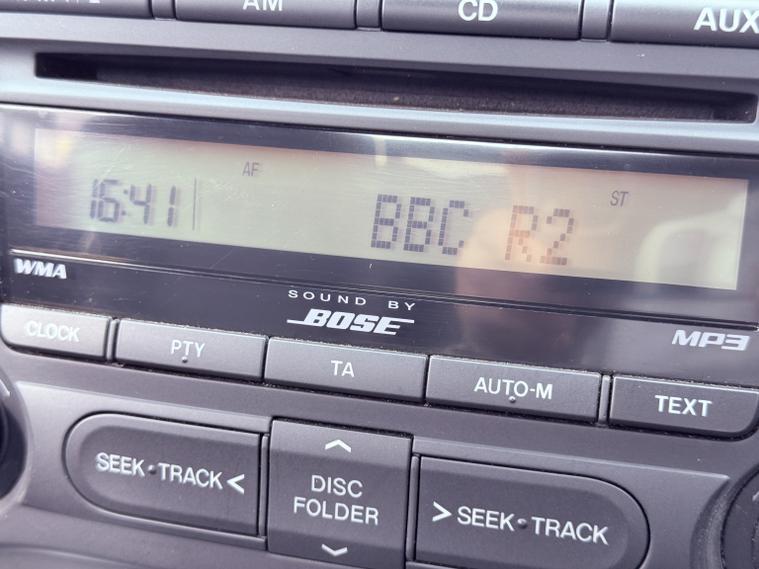 AM CD AUX
AF ST
16:41 BBC R2
WMA
SOUND BY
BOSE
MP3
CLOCK PTY TA AUTO-M TEXT
SEEK·TRACK< DISC FOLDER >SEEK·TRACK